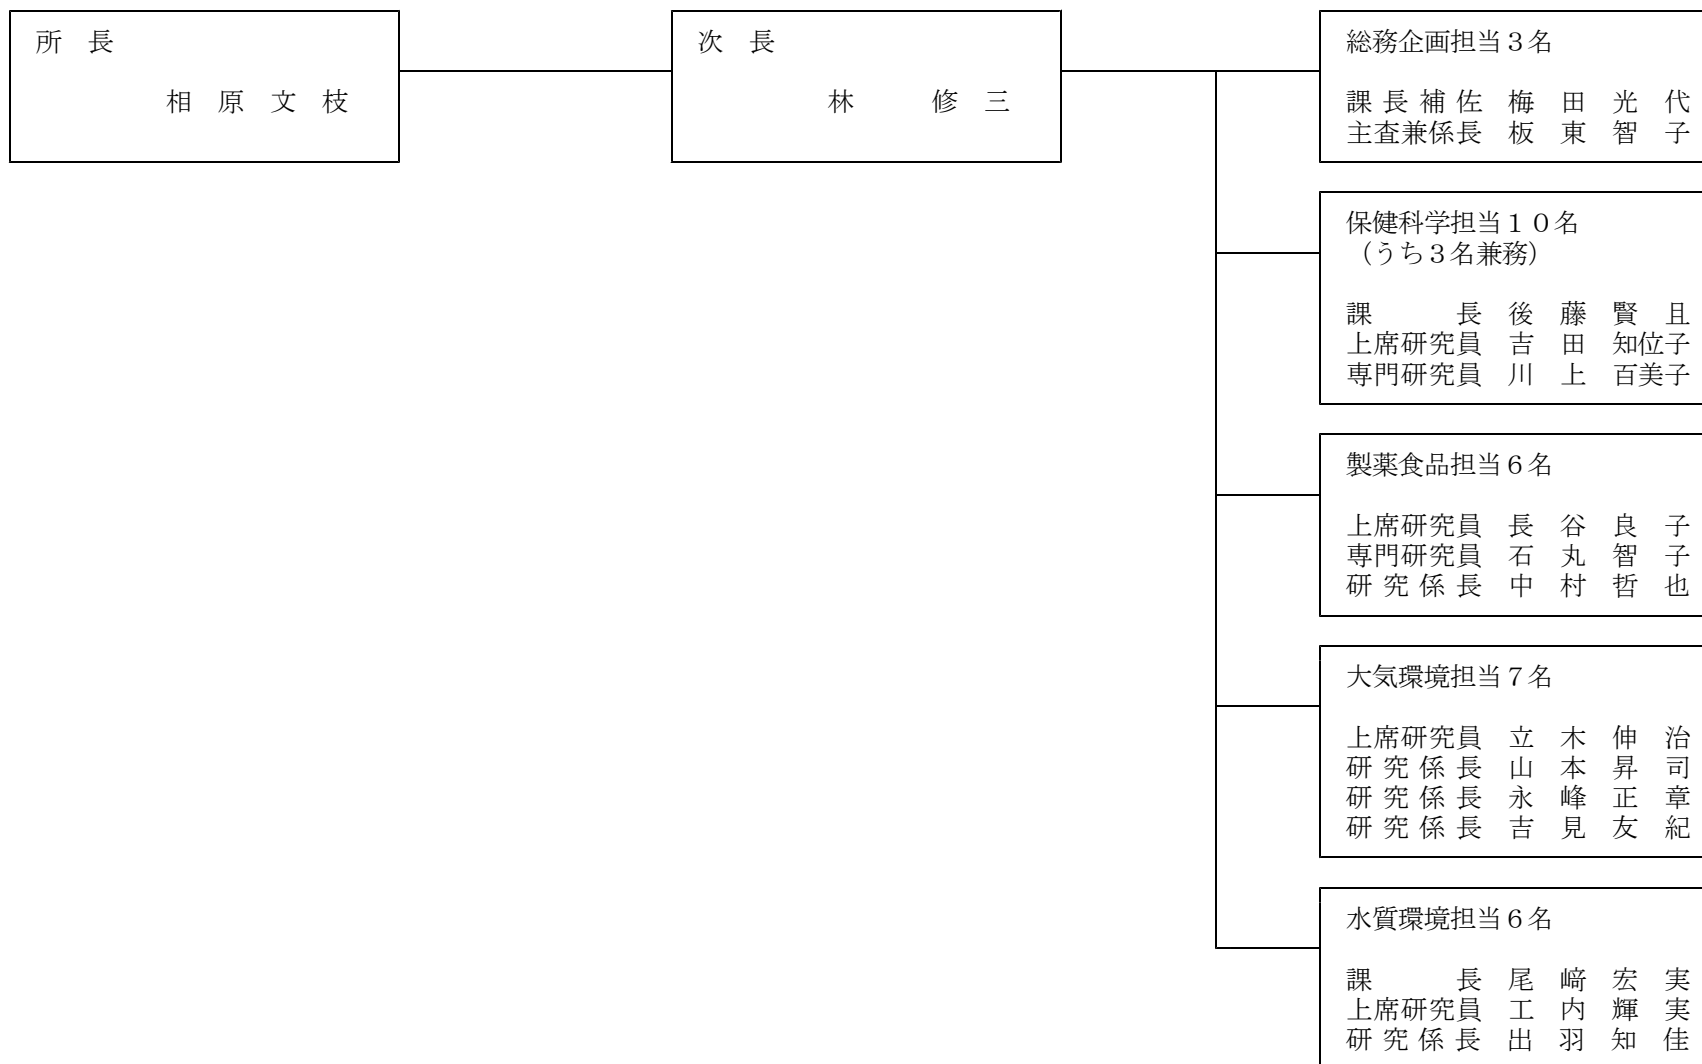 所 長
相 原 文 枝
次 長
林 修 三
総務企画担当３名
課長補佐 梅 田 光 代
主査兼係長 板 東 智 子
保健科学担当１０名
（うち３名兼務）
課 長 後 藤 賢 且
上席研究員 吉 田 知位子
専門研究員 川 上 百美子
製薬食品担当６名
上席研究員 長 谷 良 子
専門研究員 石 丸 智 子
研究係長 中 村 哲 也
大気環境担当７名
上席研究員 立 木 伸 治
研究係長 山 本 昇 司
研究係長 永 峰 正 章
研究係長 吉 見 友 紀
水質環境担当６名
課 長 尾 﨑 宏 実
上席研究員 工 内 輝 実
研究係長 出 羽 知 佳